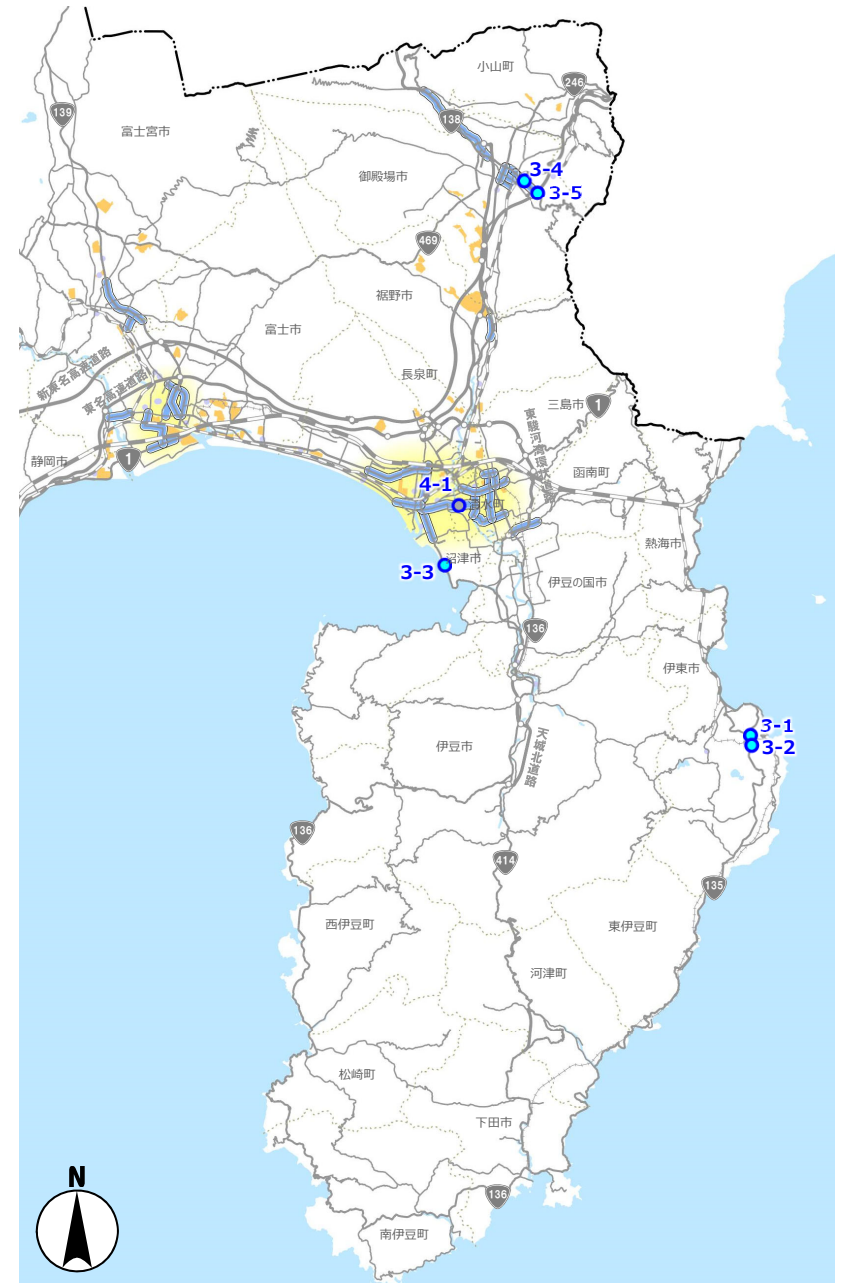 小山町
246
139
138
富士宮市
3-4
御殿場市
3-5
469
裾野市
富士市
新東名高速道路
東名高速道路
長泉町
東駿河湾環状道路
三島市
1
静岡市
1
函南町
4-1
清水町
熱海市
沼津市
3-3
伊豆の国市
136
伊東市
3-1
3-2
伊豆市
天城北道路
136
414
135
西伊豆町
東伊豆町
河津町
松崎町
下田市
136
南伊豆町
N